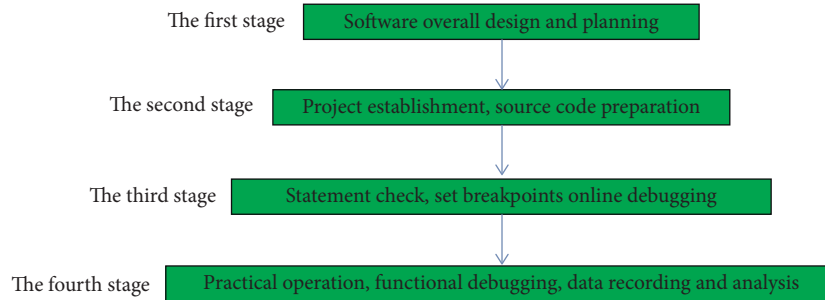 The first stage
Software overall design and planning
The second stage
Project establishment, source code preparation
The third stage
Statement check, set breakpoints online debugging
The fourth stage
Practical operation, functional debugging, data recording and analysis